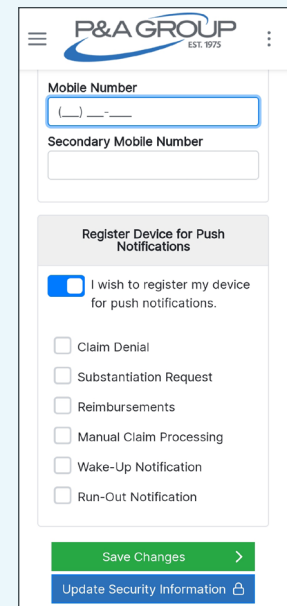 P&A GROUP
EST. 1975
Mobile Number
(__) __-____
Secondary Mobile Number
Register Device for Push
Notifications
I wish to register my device
for push notifications.
Claim Denial
Substantiation Request
Reimbursements
Manual Claim Processing
Wake-Up Notification
Run-Out Notification
Save Changes
Update Security Information